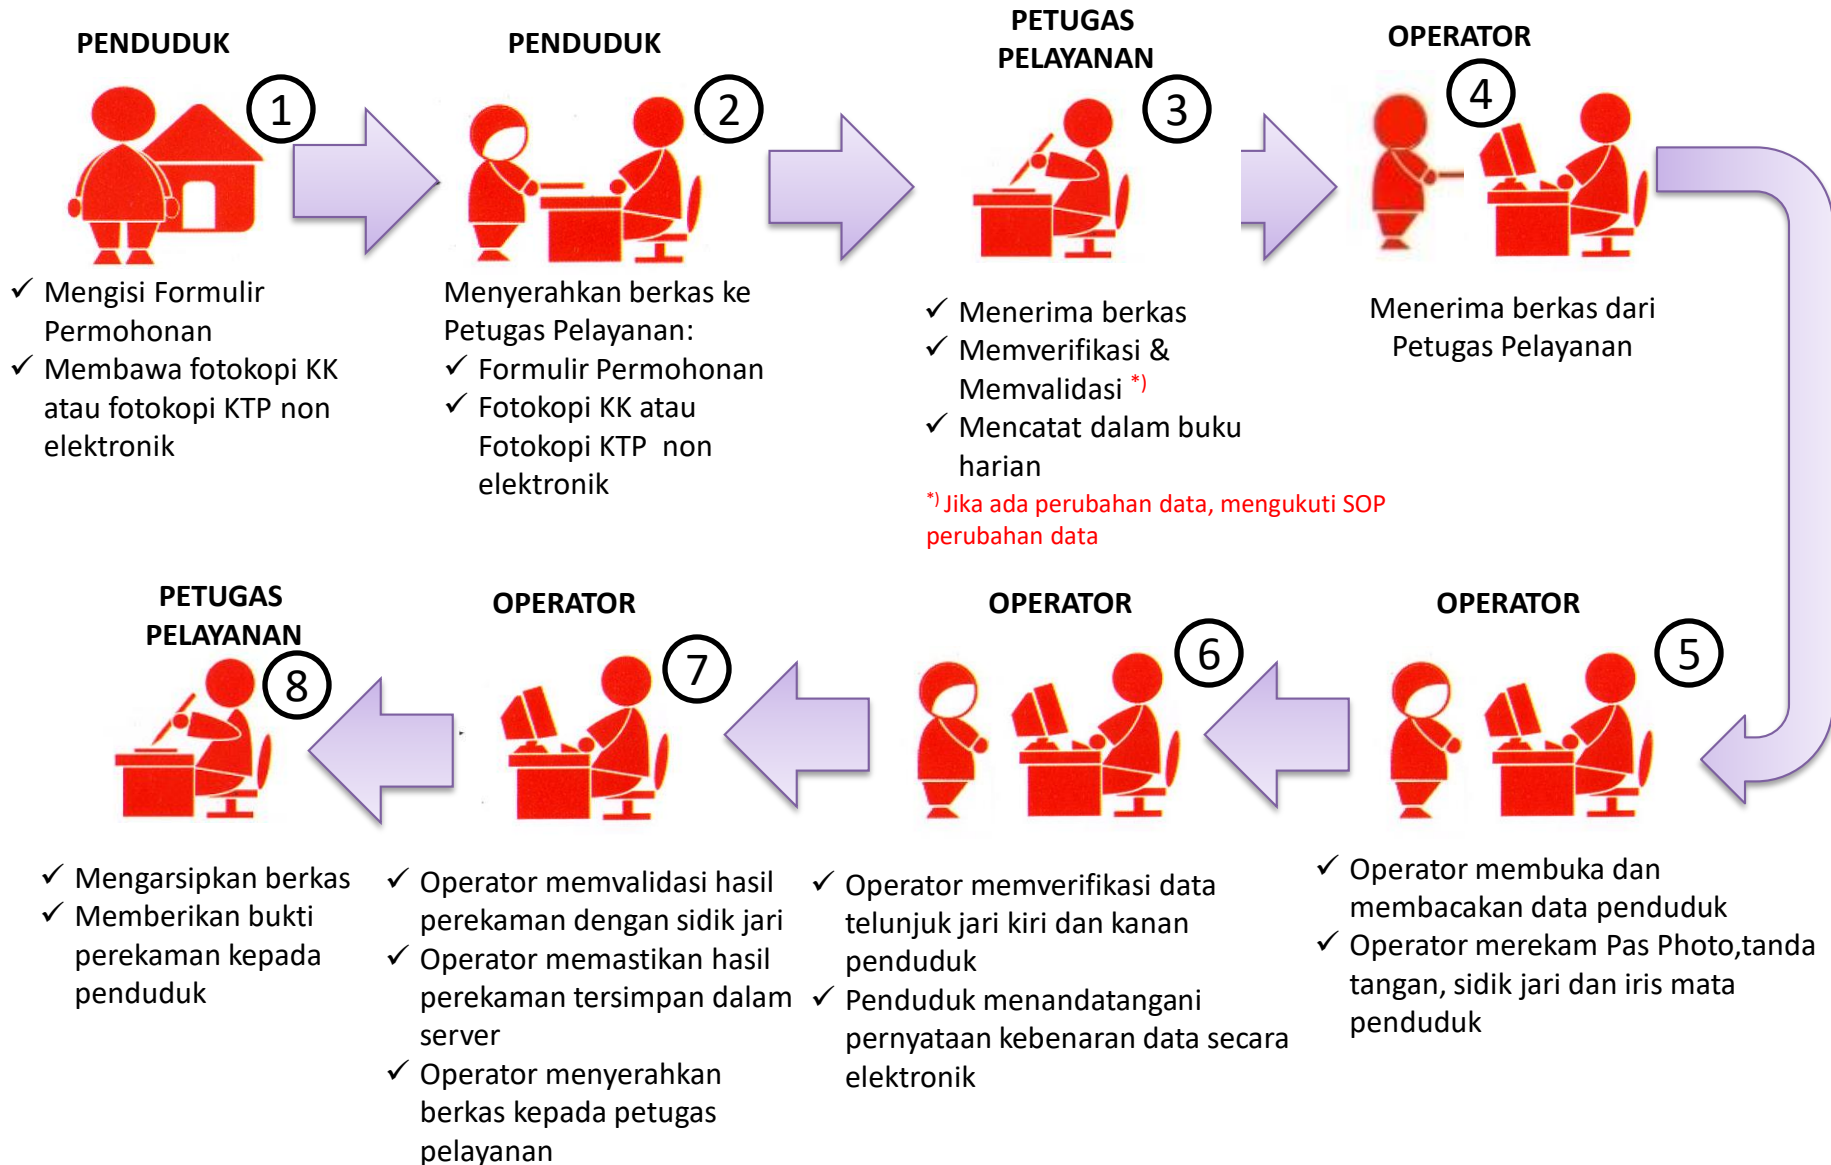 PENDUDUK
1
✓ Mengisi Formulir
Permohonan
✓ Membawa fotokopi KK
atau fotokopi KTP non
elektronik
PENDUDUK
2
Menyerahkan berkas ke
Petugas Pelayanan:
✓ Formulir Permohonan
✓ Fotokopi KK atau
Fotokopi KTP  non
elektronik
PETUGAS
PELAYANAN
3
✓ Menerima berkas
✓ Memverifikasi &
Memvalidasi *)
✓ Mencatat dalam buku
harian
*) Jika ada perubahan data, mengukuti SOP
perubahan data
OPERATOR
4
Menerima berkas dari
Petugas Pelayanan
OPERATOR
5
✓ Operator membuka dan
membacakan data penduduk
✓ Operator merekam Pas Photo,tanda
tangan, sidik jari dan iris mata
penduduk
OPERATOR
6
✓ Operator memverifikasi data
telunjuk jari kiri dan kanan
penduduk
✓ Penduduk menandatangani
pernyataan kebenaran data secara
elektronik
OPERATOR
7
✓ Operator memvalidasi hasil
perekaman dengan sidik jari
✓ Operator memastikan hasil
perekaman tersimpan dalam
server
✓ Operator menyerahkan
berkas kepada petugas
pelayanan
PETUGAS
PELAYANAN
8
✓ Mengarsipkan berkas
✓ Memberikan bukti
perekaman kepada
penduduk